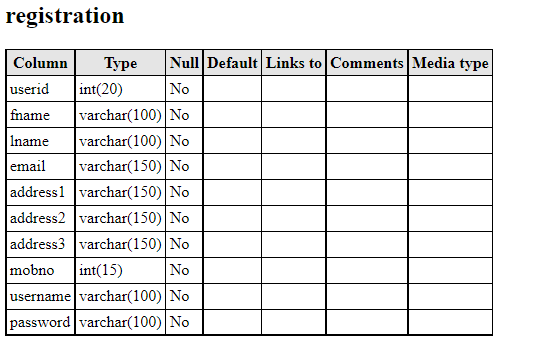 registration
Column Type Null Default Links to Comments Media type
userid int(20) No
fname varchar(100) No
lname varchar(100) No
email varchar(150) No
address1 varchar(150) No
address2 varchar(150) No
address3 varchar(150) No
mobno int(15) No
username varchar(100) No
password varchar(100) No